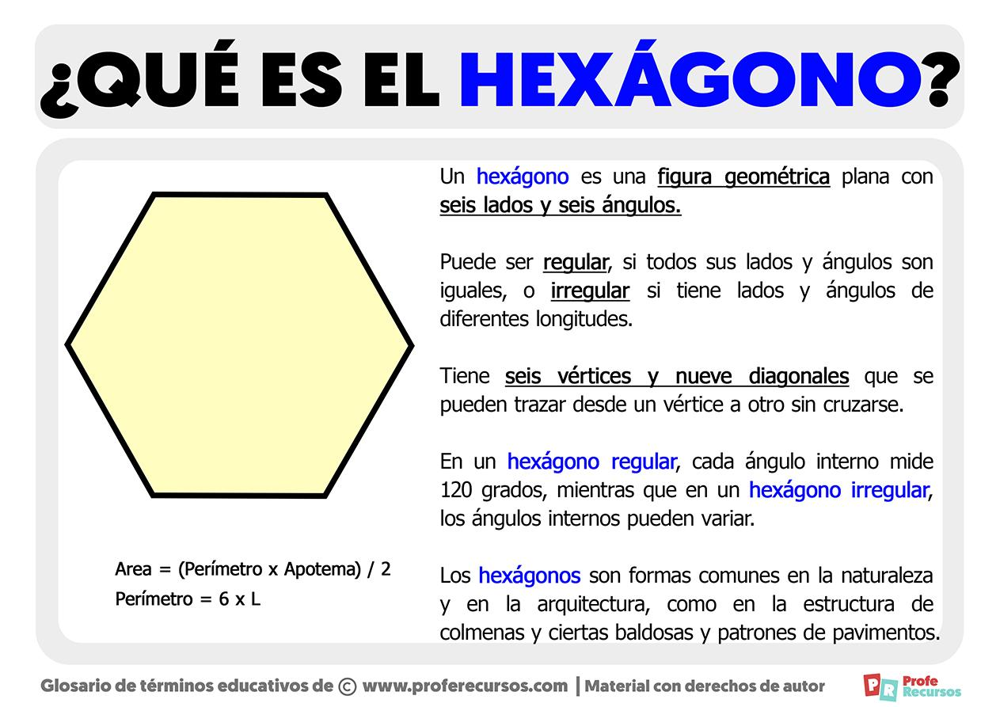 ¿QUÉ ES EL HEXÁGONO?
Un hexágono es una figura geométrica plana con
seis lados y seis ángulos.
Puede ser regular, si todos sus lados y ángulos son
iguales, o irregular si tiene lados y ángulos de
diferentes longitudes.
Tiene seis vértices y nueve diagonales que se
pueden trazar desde un vértice a otro sin cruzarse.
En un hexágono regular, cada ángulo interno mide
120 grados, mientras que en un hexágono irregular,
los ángulos internos pueden variar.
Los hexágonos son formas comunes en la naturaleza
y en la arquitectura, como en la estructura de
colmenas y ciertas baldosas y patrones de pavimentos.
Area = (Perímetro x Apotema) / 2
Perímetro = 6 x L
Glosario de términos educativos de © www.proferecursos.com | Material con derechos de autor
PR Profe
Recursos